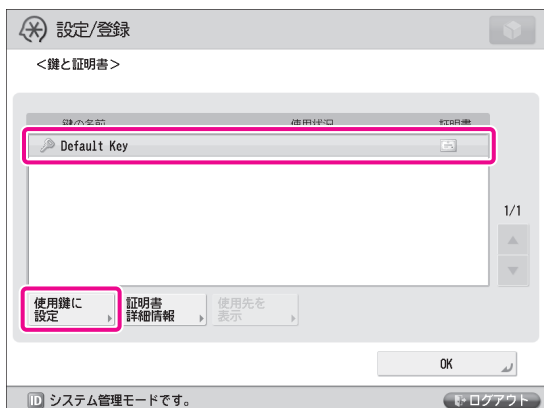 設定/登録
<鍵と証明書>
鍵の名前 使用状況 証明書
Default Key
1/1
使用鍵に
設定
証明書
詳細情報
使用先を
表示
OK
ID システム管理モードです。
ログアウト